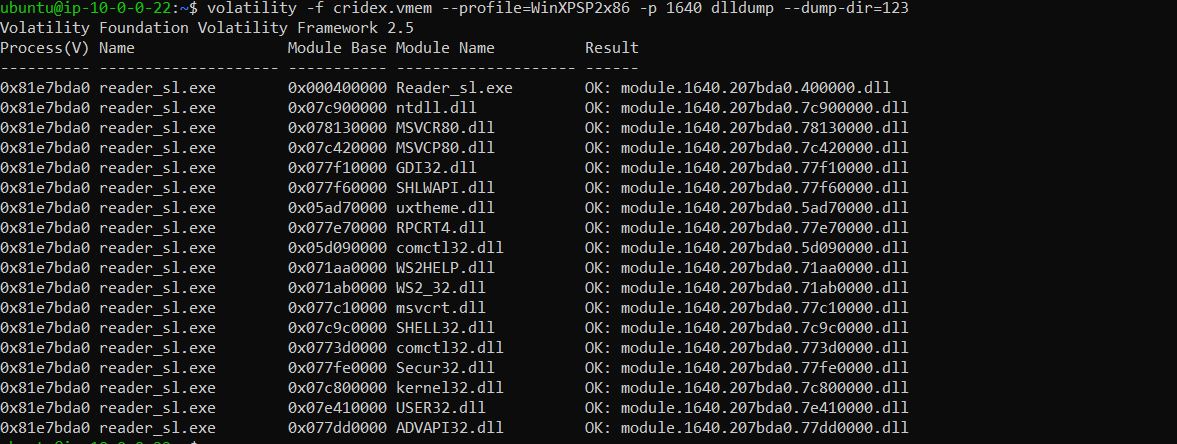 ubuntu@ip-10-0-0-22:~$ volatility -f cridex.vmem --profile=WinXPSP2x86 -p 1640 dlldump --dump-dir=123
Volatility Foundation Volatility Framework 2.5
Process(V) Name                 Module Base Module Name          Result
---------- -------------------- ----------- -------------------- ------
0x81e7bda0 reader_sl.exe        0x000400000 Reader_sl.exe        OK: module.1640.207bda0.400000.dll
0x81e7bda0 reader_sl.exe        0x07c900000 ntdll.dll            OK: module.1640.207bda0.7c900000.dll
0x81e7bda0 reader_sl.exe        0x078130000 MSVCR80.dll          OK: module.1640.207bda0.78130000.dll
0x81e7bda0 reader_sl.exe        0x07c420000 MSVCP80.dll          OK: module.1640.207bda0.7c420000.dll
0x81e7bda0 reader_sl.exe        0x077f10000 GDI32.dll            OK: module.1640.207bda0.77f10000.dll
0x81e7bda0 reader_sl.exe        0x077f60000 SHLWAPI.dll          OK: module.1640.207bda0.77f60000.dll
0x81e7bda0 reader_sl.exe        0x05ad70000 uxtheme.dll          OK: module.1640.207bda0.5ad70000.dll
0x81e7bda0 reader_sl.exe        0x077e70000 RPCRT4.dll           OK: module.1640.207bda0.77e70000.dll
0x81e7bda0 reader_sl.exe        0x05d090000 comctl32.dll         OK: module.1640.207bda0.5d090000.dll
0x81e7bda0 reader_sl.exe        0x071aa0000 WS2HELP.dll          OK: module.1640.207bda0.71aa0000.dll
0x81e7bda0 reader_sl.exe        0x071ab0000 WS2_32.dll           OK: module.1640.207bda0.71ab0000.dll
0x81e7bda0 reader_sl.exe        0x077c10000 msvcrt.dll           OK: module.1640.207bda0.77c10000.dll
0x81e7bda0 reader_sl.exe        0x07c9c0000 SHELL32.dll          OK: module.1640.207bda0.7c9c0000.dll
0x81e7bda0 reader_sl.exe        0x0773d0000 comctl32.dll         OK: module.1640.207bda0.773d0000.dll
0x81e7bda0 reader_sl.exe        0x077fe0000 Secur32.dll          OK: module.1640.207bda0.77fe0000.dll
0x81e7bda0 reader_sl.exe        0x07c800000 kernel32.dll         OK: module.1640.207bda0.7c800000.dll
0x81e7bda0 reader_sl.exe        0x07e410000 USER32.dll           OK: module.1640.207bda0.7e410000.dll
0x81e7bda0 reader_sl.exe        0x077dd0000 ADVAPI32.dll         OK: module.1640.207bda0.77dd0000.dll